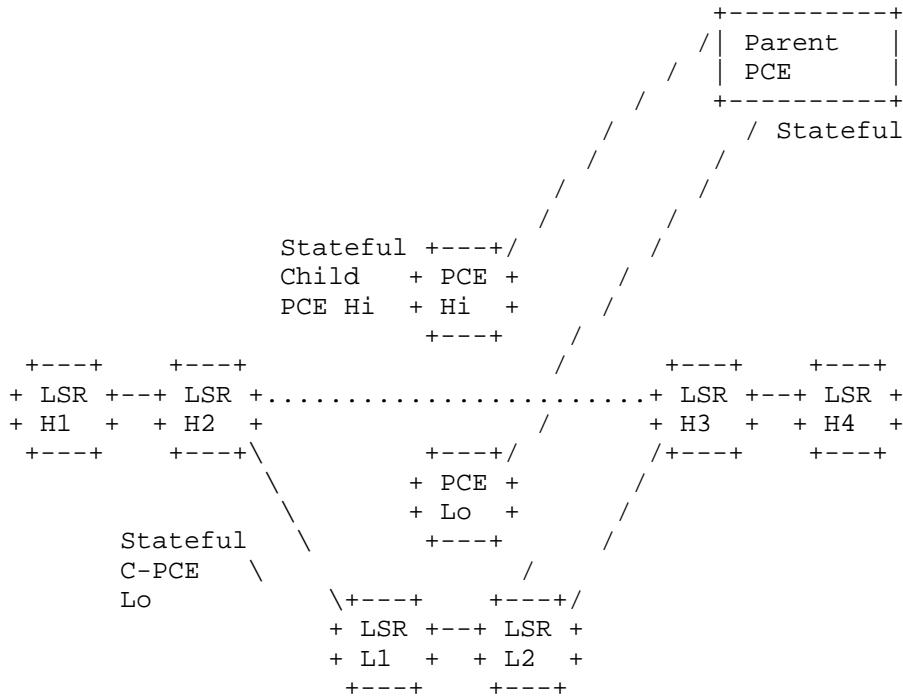 Parent
PCE
Stateful
Stateful
Child PCE
PCE Hi Hi
LSR LSR LSR LSR
H1 H2 H3 H4
PCE
Lo
Stateful
C-PCE
Lo
LSR LSR
L1 L2